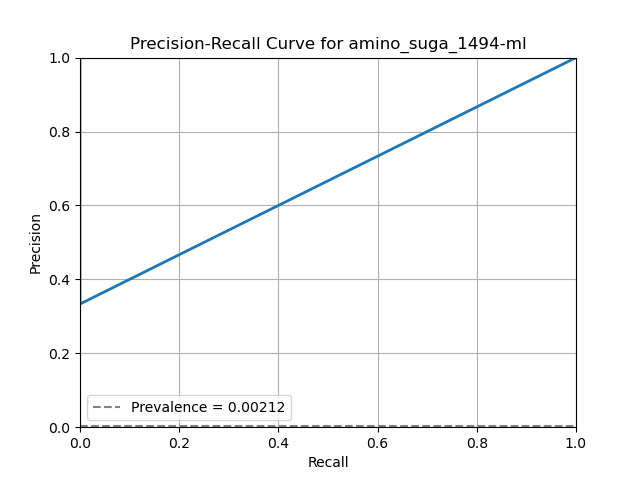 Precision-Recall Curve for amino_suga_1494-ml
1.0
0.8
0.6
0.4
0.2
0.0
Precision
Prevalence = 0.00212
0.0 0.2 0.4 0.6 0.8 1.0
Recall